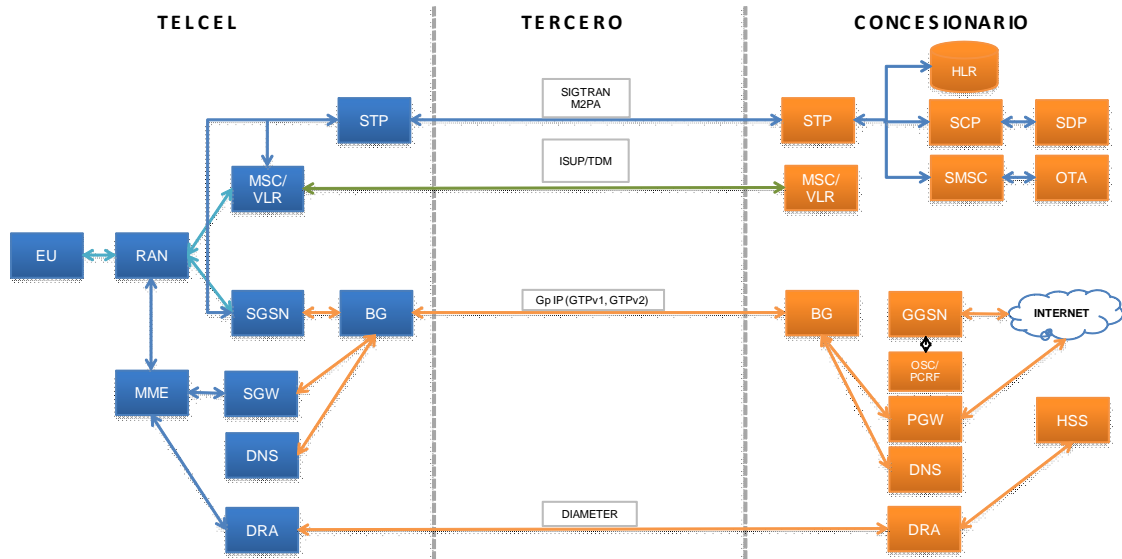 TELCEL
TERCERO
CONCESIONARIO
HLR
SIGTRAN
M2PA
STP
STP
SCP
SDP
ISUP/TDM
MSC/
VLR
MSC/
VLR
SMSC
OTA
EU
RAN
Gp IP (GTPv1, GTPv2)
SGSN
BG
BG
GGSN
INTERNET
OSC/
PCRF
MME
SGW
PGW
HSS
DNS
DNS
DIAMETER
DRA
DRA